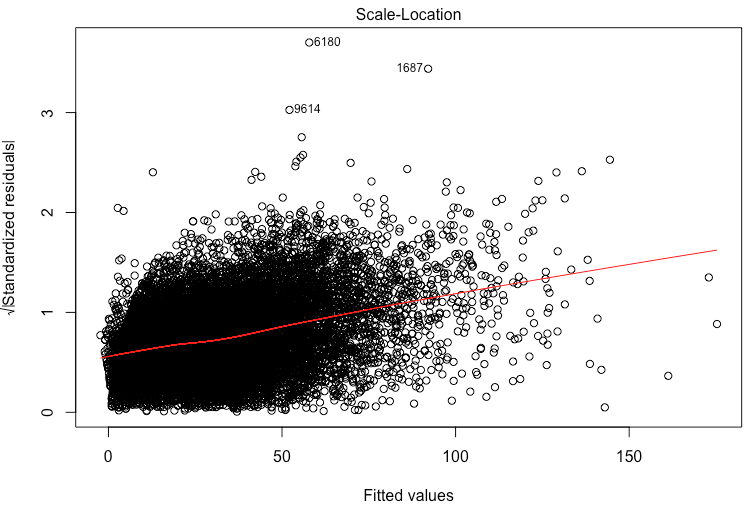 Scale-Location
6180
1687
9614
√|Standardized residuals|
3
2
1
0
0 50 100 150
Fitted values